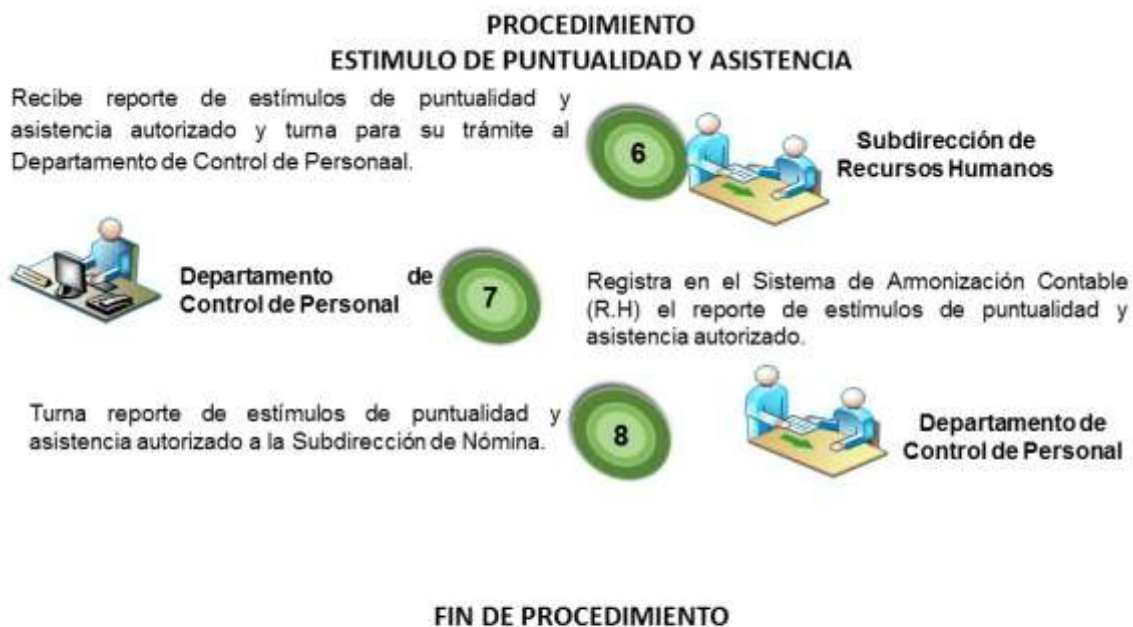 PROCEDIMIENTO
ESTIMULO DE PUNTUALIDAD Y ASISTENCIA
Recibe reporte de estímulos de puntualidad y
asistencia autorizado y turna para su trámite al
Departamento de Control de Personaal.
6
Subdirección de
Recursos Humanos
Departamento de
Control de Personal
7
Registra en el Sistema de Armonización Contable
(R.H) el reporte de estímulos de puntualidad y
asistencia autorizado.
Turna reporte de estímulos de puntualidad y
asistencia autorizado a la Subdirección de Nómina.
8
Departamento de
Control de Personal
FIN DE PROCEDIMIENTO